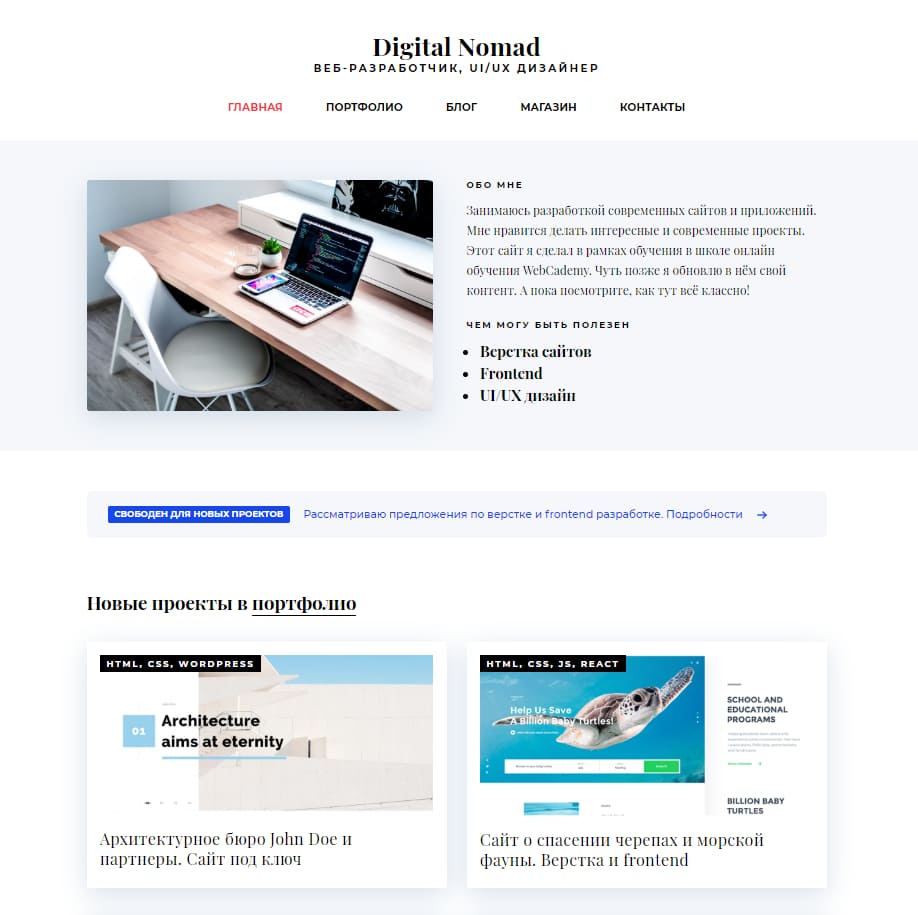 Digital Nomad
ВЕБ-РАЗРАБОТЧИК, UI/UX ДИЗАЙНЕР
ГЛАВНАЯ ПОРТФОЛИО БЛОГ МАГАЗИН КОНТАКТЫ
ОБО МНЕ
Занимаюсь разработкой современных сайтов и приложений.
Мне нравится делать интересные и современные проекты.
Этот сайт я сделал в рамках обучения в школе онлайн
обучения WebCademy. Чуть позже я обновлю в нём свой
контент. А пока посмотрите, как тут всё классно!
ЧЕМ МОГУ БЫТЬ ПОЛЕЗЕН
Верстка сайтов
Frontend
UI/UX дизайн
СВОБОДЕН ДЛЯ НОВЫХ ПРОЕКТОВ Рассматриваю предложения по верстке и frontend разработке. Подробности →
Новые проекты в портфолио
HTML, CSS, WORDPRESS
01
Architecture
aims at eternity
Архитектурное бюро John Doe и
партнеры. Сайт под ключ
HTML, CSS, JS, REACT
Help Us Save
A Billion Baby Turtles!
SCHOOL AND
EDUCATIONAL
PROGRAMS
BILLION BABY
TURTLES
Сайт о спасении черепах и морской
фауны. Верстка и frontend